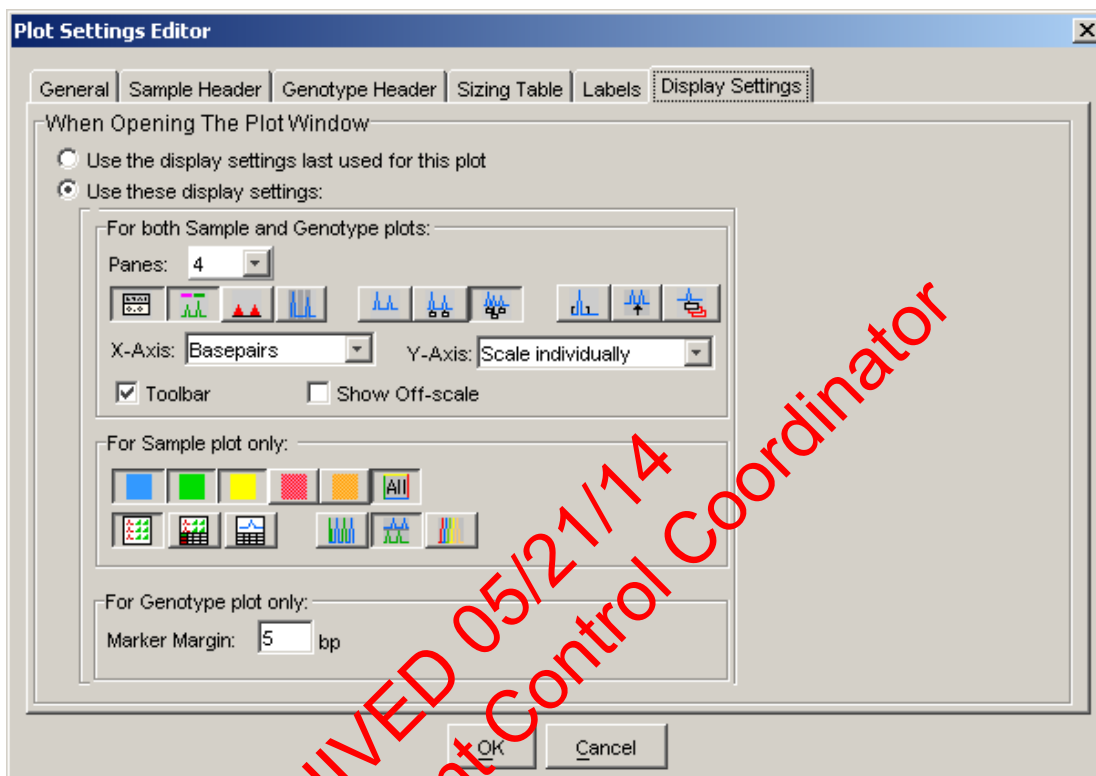 Plot Settings Editor
General Sample Header Genotype Header Sizing Table Labels Display Settings
When Opening The Plot Window
Use the display settings last used for this plot
Use these display settings:
For both Sample and Genotype plots:
Panes: 4
X-Axis: Basepairs Y-Axis: Scale individually
Toolbar Show Off-scale
For Sample plot only:
All
For Genotype plot only:
Marker Margin: 5 bp
OK Cancel
05/21/14
Control Coordinator